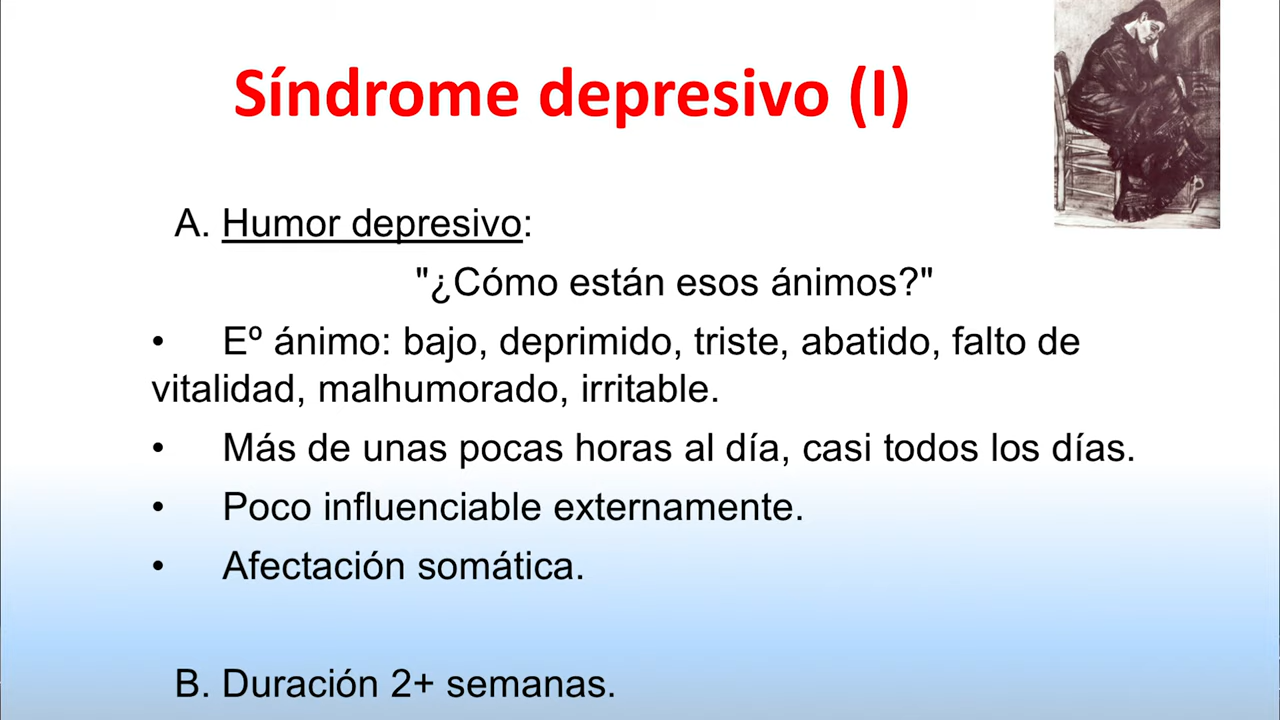 Síndrome depresivo (I)
A. Humor depresivo:
"¿Cómo están esos ánimos?"
• Eº ánimo: bajo, deprimido, triste, abatido, falto de
vitalidad, malhumorado, irritable.
• Más de unas pocas horas al día, casi todos los días.
• Poco influenciable externamente.
• Afectación somática.
B. Duración 2+ semanas.